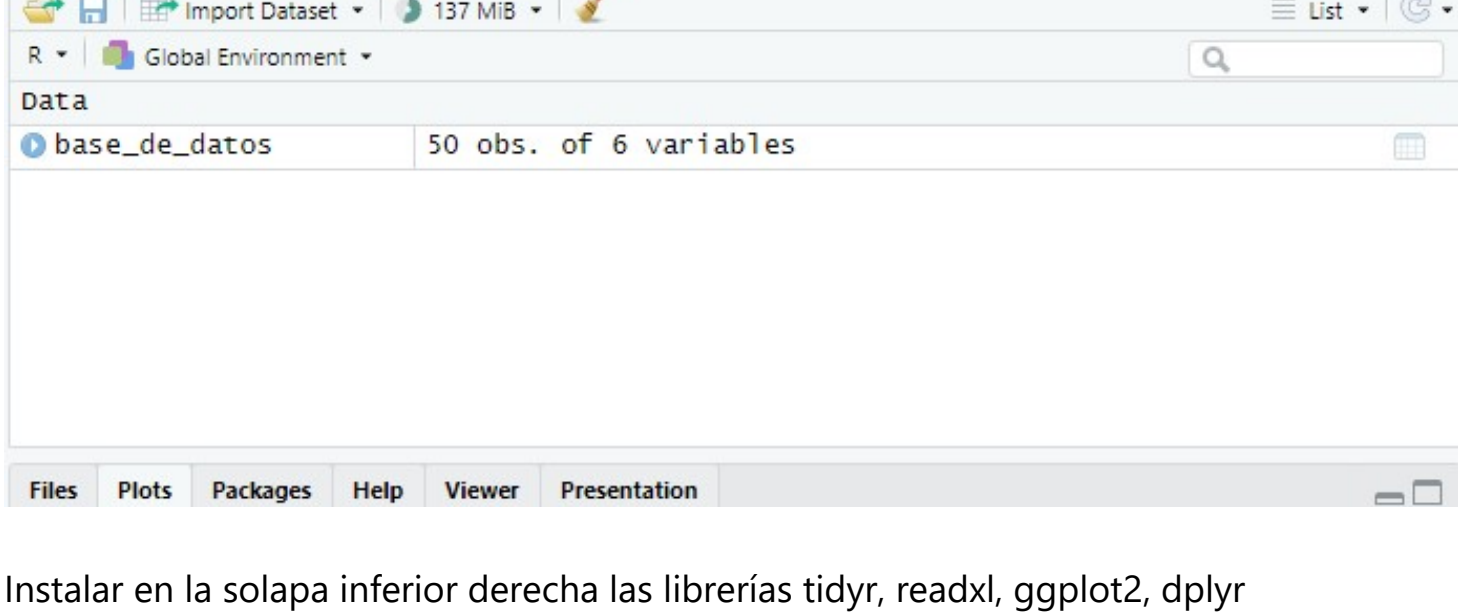 Import Dataset 137 MiB List
R Global Environment
Data
base_de_datos 50 obs. of 6 variables
Files Plots Packages Help Viewer Presentation
Instalar en la solapa inferior derecha las librerías tidyr, readxl, ggplot2, dplyr